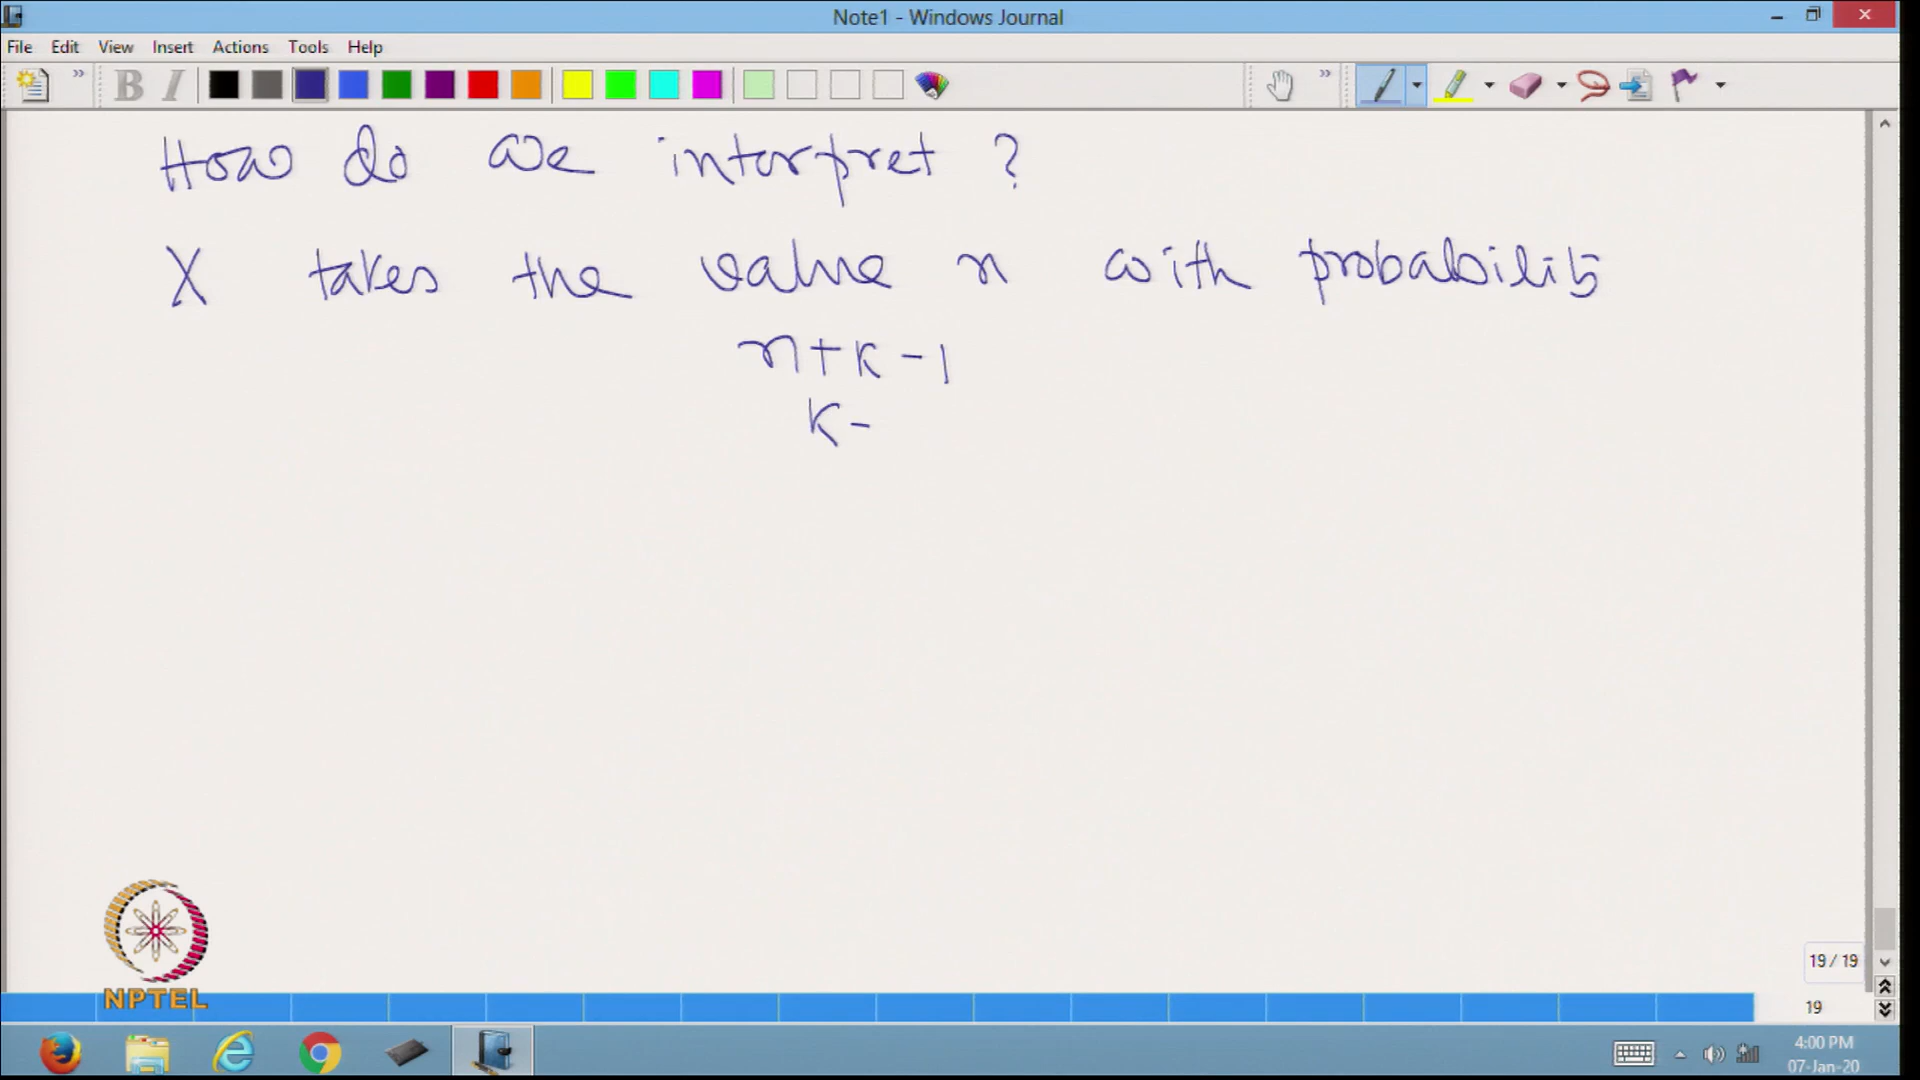 Note1 - Windows Journal
File Edit View Insert Actions Tools Help
B I
How do we interpret ?
X takes the value n with probability
n+k-1
k-
19 / 19
NPTEL
19
4:00 PM
07-Jan-20